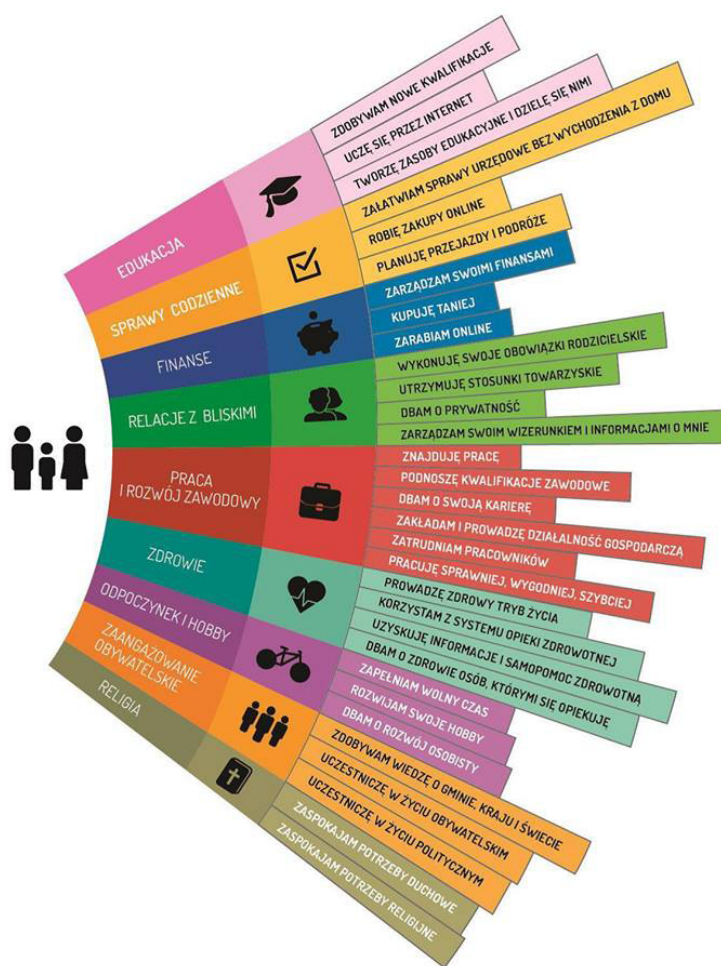 EDUKACJA
ZDOBYWAM NOWE KWALIFIKACJE
UCZĘ SIĘ PRZEZ INTERNET
TWORZĘ ZASOBY EDUKACYJNE I DZIELĘ SIĘ NIMI
SPRAWY CODZIENNE
ZAŁATWIAM SPRAWY URZĘDOWE BEZ WYCHODZENIA Z DOMU
ROBIĘ ZAKUPY ONLINE
PLANUJĘ PRZEJAZDY I PODRÓŻE
FINANSE
ZARZĄDZAM SWOIMI FINANSAMI
KUPUJĘ TANIEJ
ZARABIAM ONLINE
RELACJE Z BLISKIMI
WYKONUJĘ SWOJE OBOWIĄZKI RODZICIELSKIE
UTRZYMUJĘ STOSUNKI TOWARZYSKIE
DBAM O PRYWATNOŚĆ
ZARZĄDZAM SWOIM WIZERUNKIEM I INFORMACJAMI O MNIE
PRACA
I ROZWÓJ ZAWODOWY
ZNAJDUJĘ PRACĘ
PODNOSZĘ KWALIFIKACJE ZAWODOWE
DBAM O SWOJĄ KARIERĘ
ZAKŁADAM I PROWADZĘ DZIAŁALNOŚĆ GOSPODARCZĄ
ZATRUDNIAM PRACOWNIKÓW
PRACUJĘ SPRAWNIEJ, WYGODNIEJ, SZYBCIEJ
ZDROWIE
PROWADZĘ ZDROWY TRYB ŻYCIA
KORZYSTAM Z SYSTEMU OPIEKI ZDROWOTNEJ
UZYSKUJĘ INFORMACJE I SAMOPOMOC ZDROWOTNĄ
DBAM O ZDROWIE OSÓB, KTÓRYMI SIĘ OPIEKUJĘ
ODPOCZYNEK I HOBBY
ZAPEŁNIAM WOLNY CZAS
ROZWIJAM SWOJE HOBBY
DBAM O ROZWÓJ OSOBISTY
ZAANGAŻOWANIE
OBYWATELSKIE
ZDOBYWAM WIEDZĘ O GMINIE, KRAJU I ŚWIECIE
UCZESTNICZĘ W ŻYCIU OBYWATELSKIM
UCZESTNICZĘ W ŻYCIU POLITYCZNYM
RELIGIA
ZASPOKAJAM POTRZEBY DUCHOWE
ZASPOKAJAM POTRZEBY RELIGIJNE